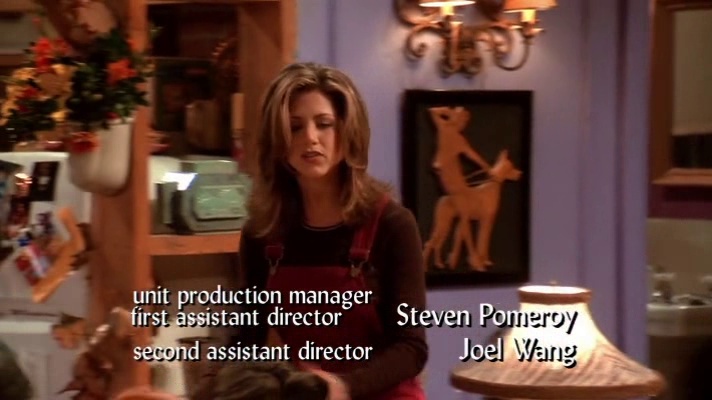 unit production manager
first assistant director Steven Pomeroy
second assistant director Joel Wang